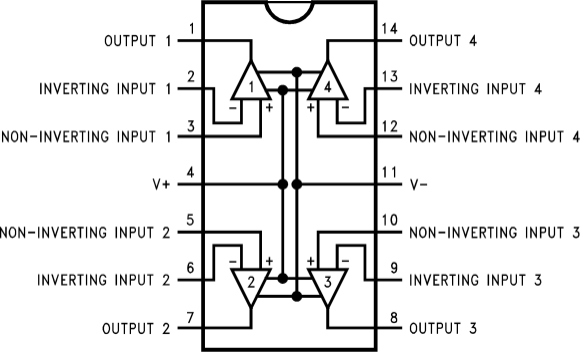 1 14
OUTPUT 1 OUTPUT 4
2 13
INVERTING INPUT 1 1 4 INVERTING INPUT 4
- + + -
3 12
NON-INVERTING INPUT 1 NON-INVERTING INPUT 4
4 11
V+ V-
5 10
NON-INVERTING INPUT 2 NON-INVERTING INPUT 3
- + + -
6 9
INVERTING INPUT 2 2 3 INVERTING INPUT 3
7 8
OUTPUT 2 OUTPUT 3